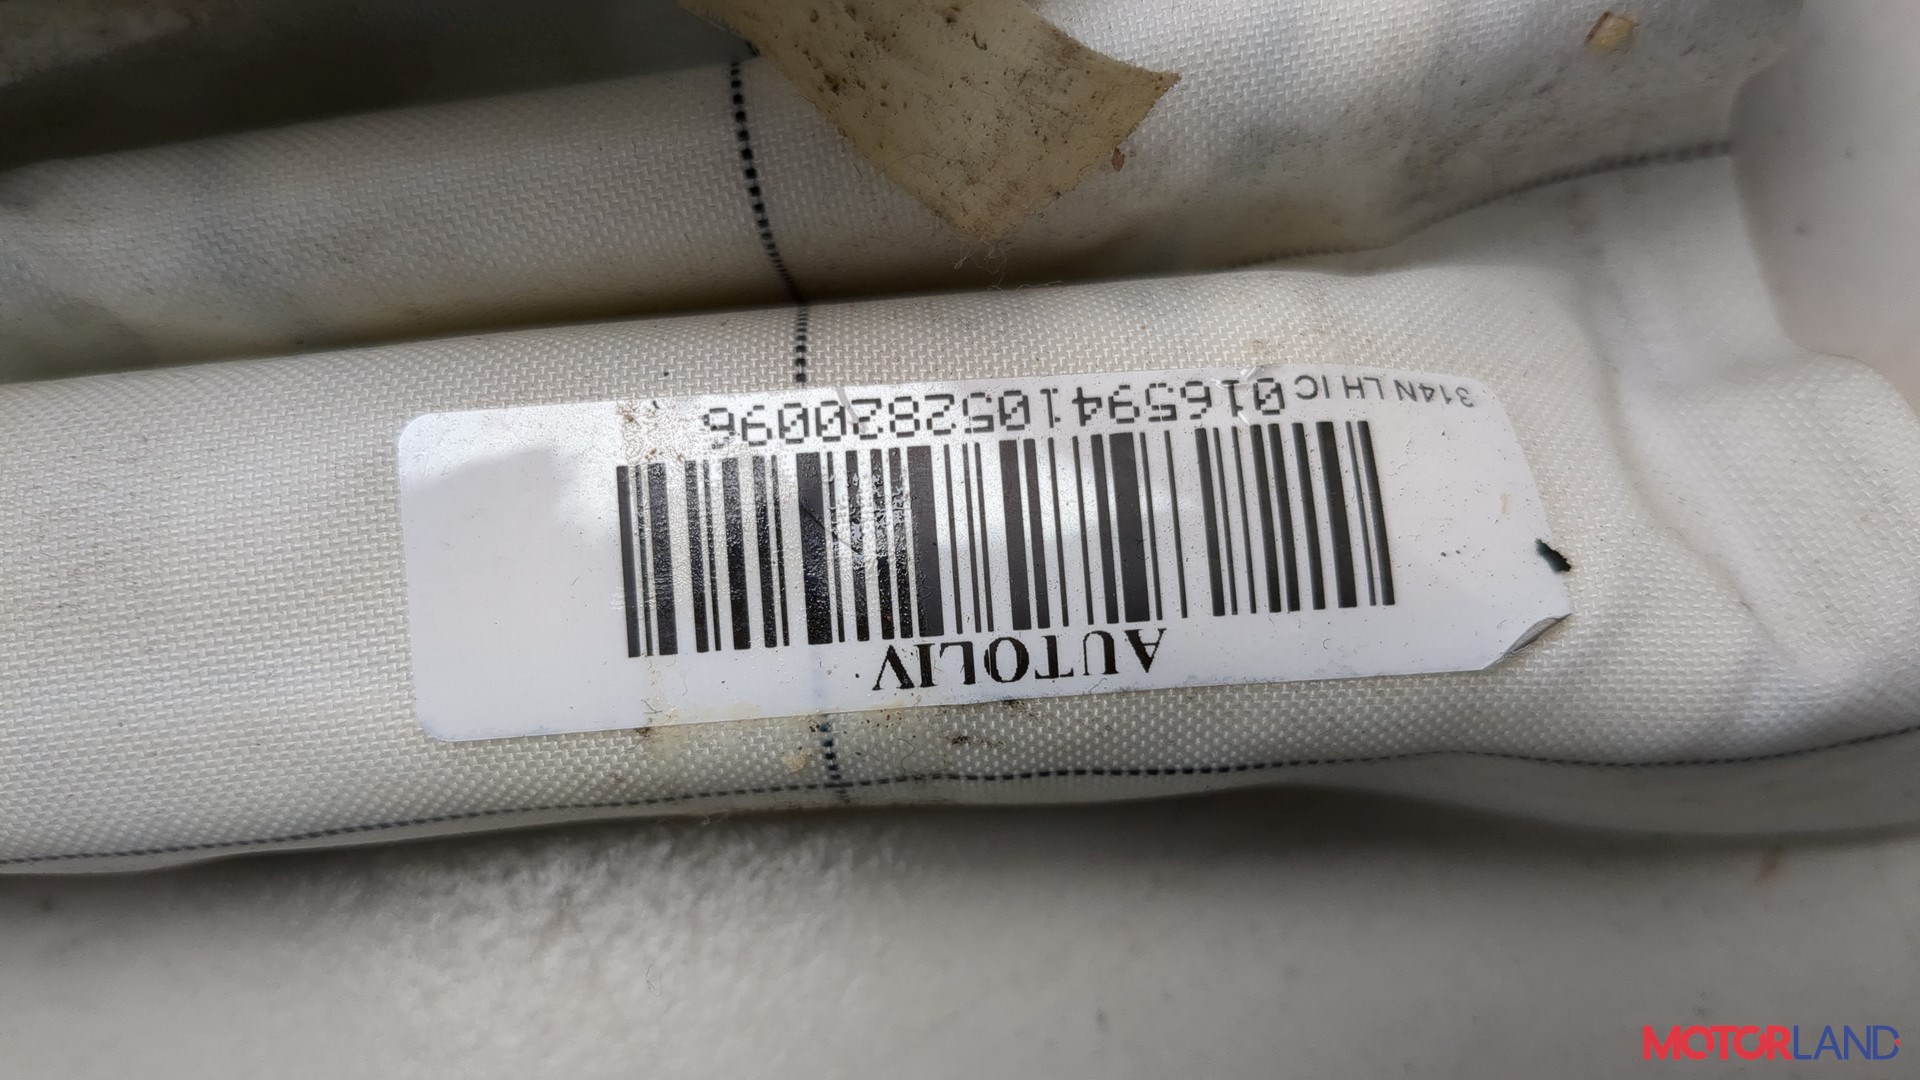 AUTOLIV
314N LH IC 0165941052820096
MOTORLAND